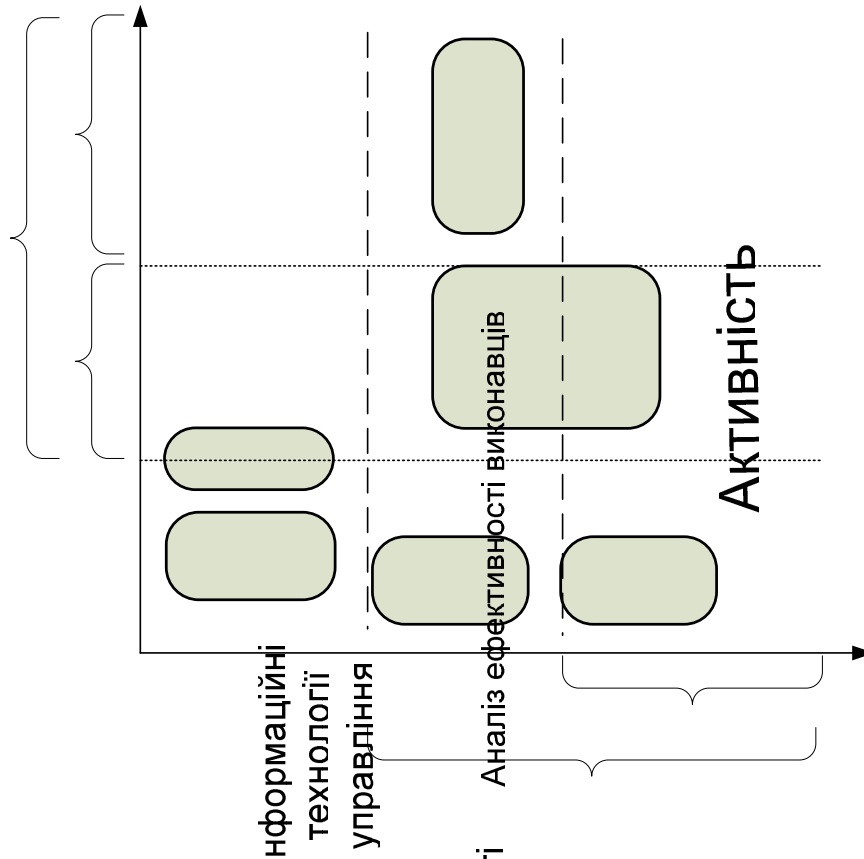 нформаційні
технології
управління
Аналіз ефективності виконавців
Активність